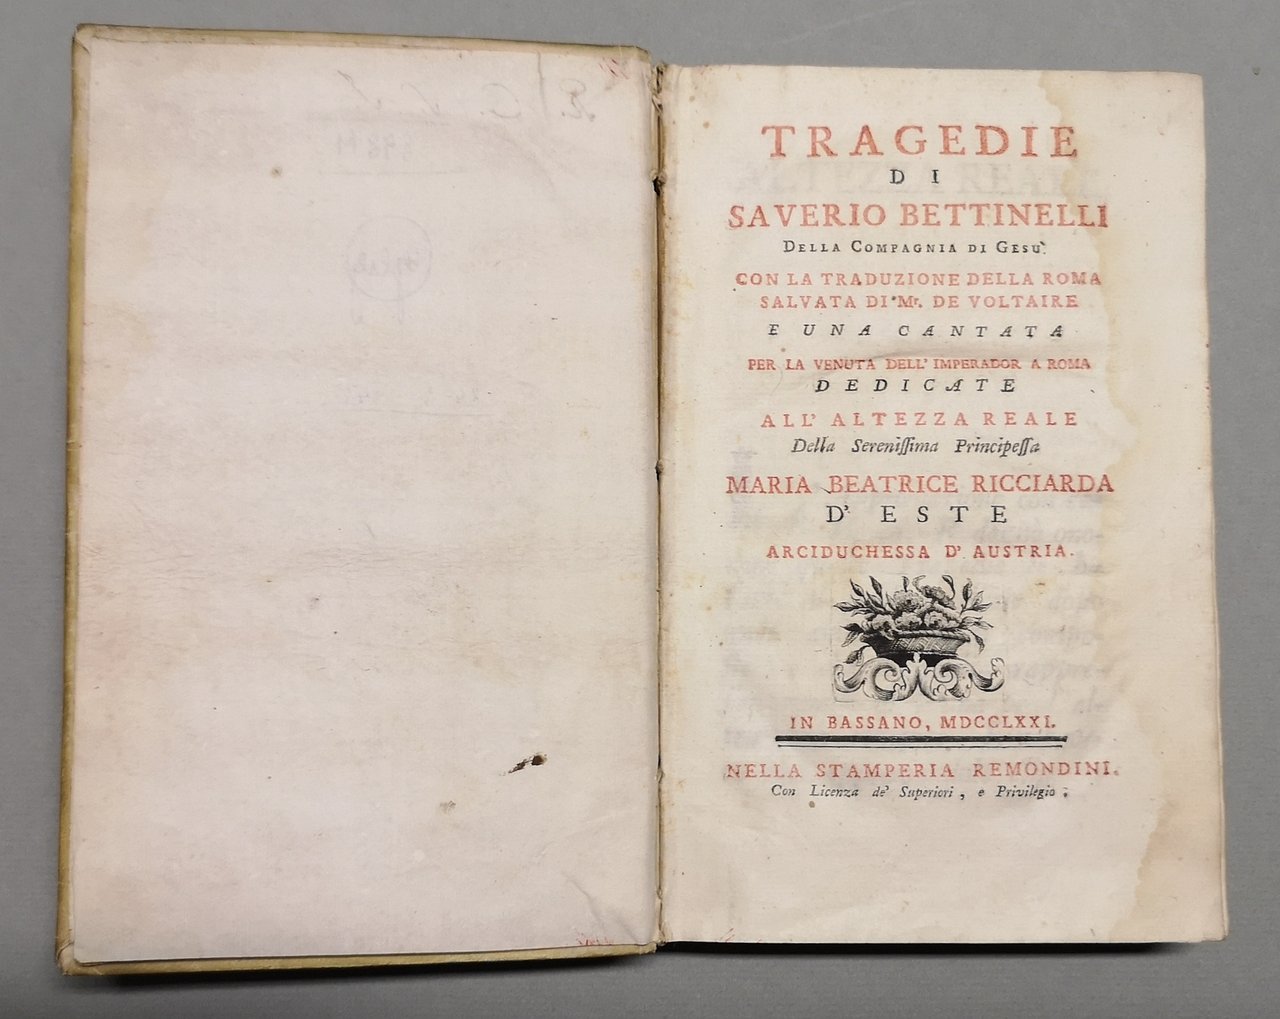 TRAGEDIE
DI
SAVERIO BETTINELLI
DELLA COMPAGNIA DI GESÙ.
CON LA TRADUZIONE DELLA ROMA
SALVATA DI Mr. DE VOLTAIRE
E UNA CANTATA
PER LA VENUTA DELL' IMPERADOR A ROMA
DEDICATE
ALL' ALTEZZA REALE
Della Sereniſſima Principeſſa
MARIA BEATRICE RICCIARDA
D' ESTE
ARCIDUCHESSA D' AUSTRIA.
IN BASSANO, MDCCLXXI.
NELLA STAMPERIA REMONDINI.
Con Licenza de' Superiori, e Privilegio;